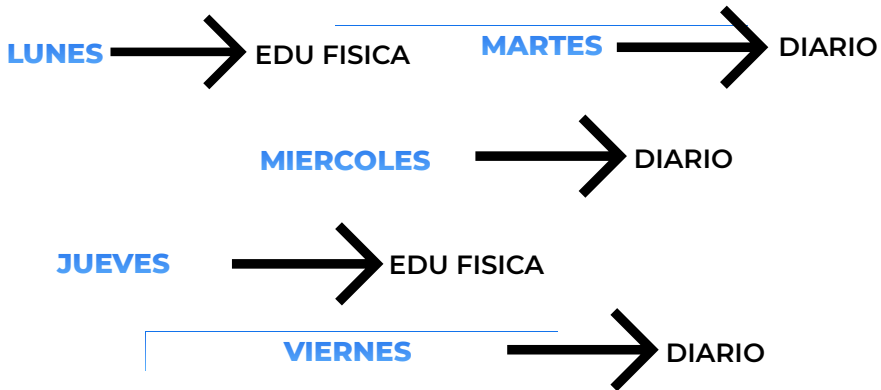 LUNES EDU FISICA MARTES DIARIO
MIERCOLES DIARIO
JUEVES EDU FISICA
VIERNES DIARIO